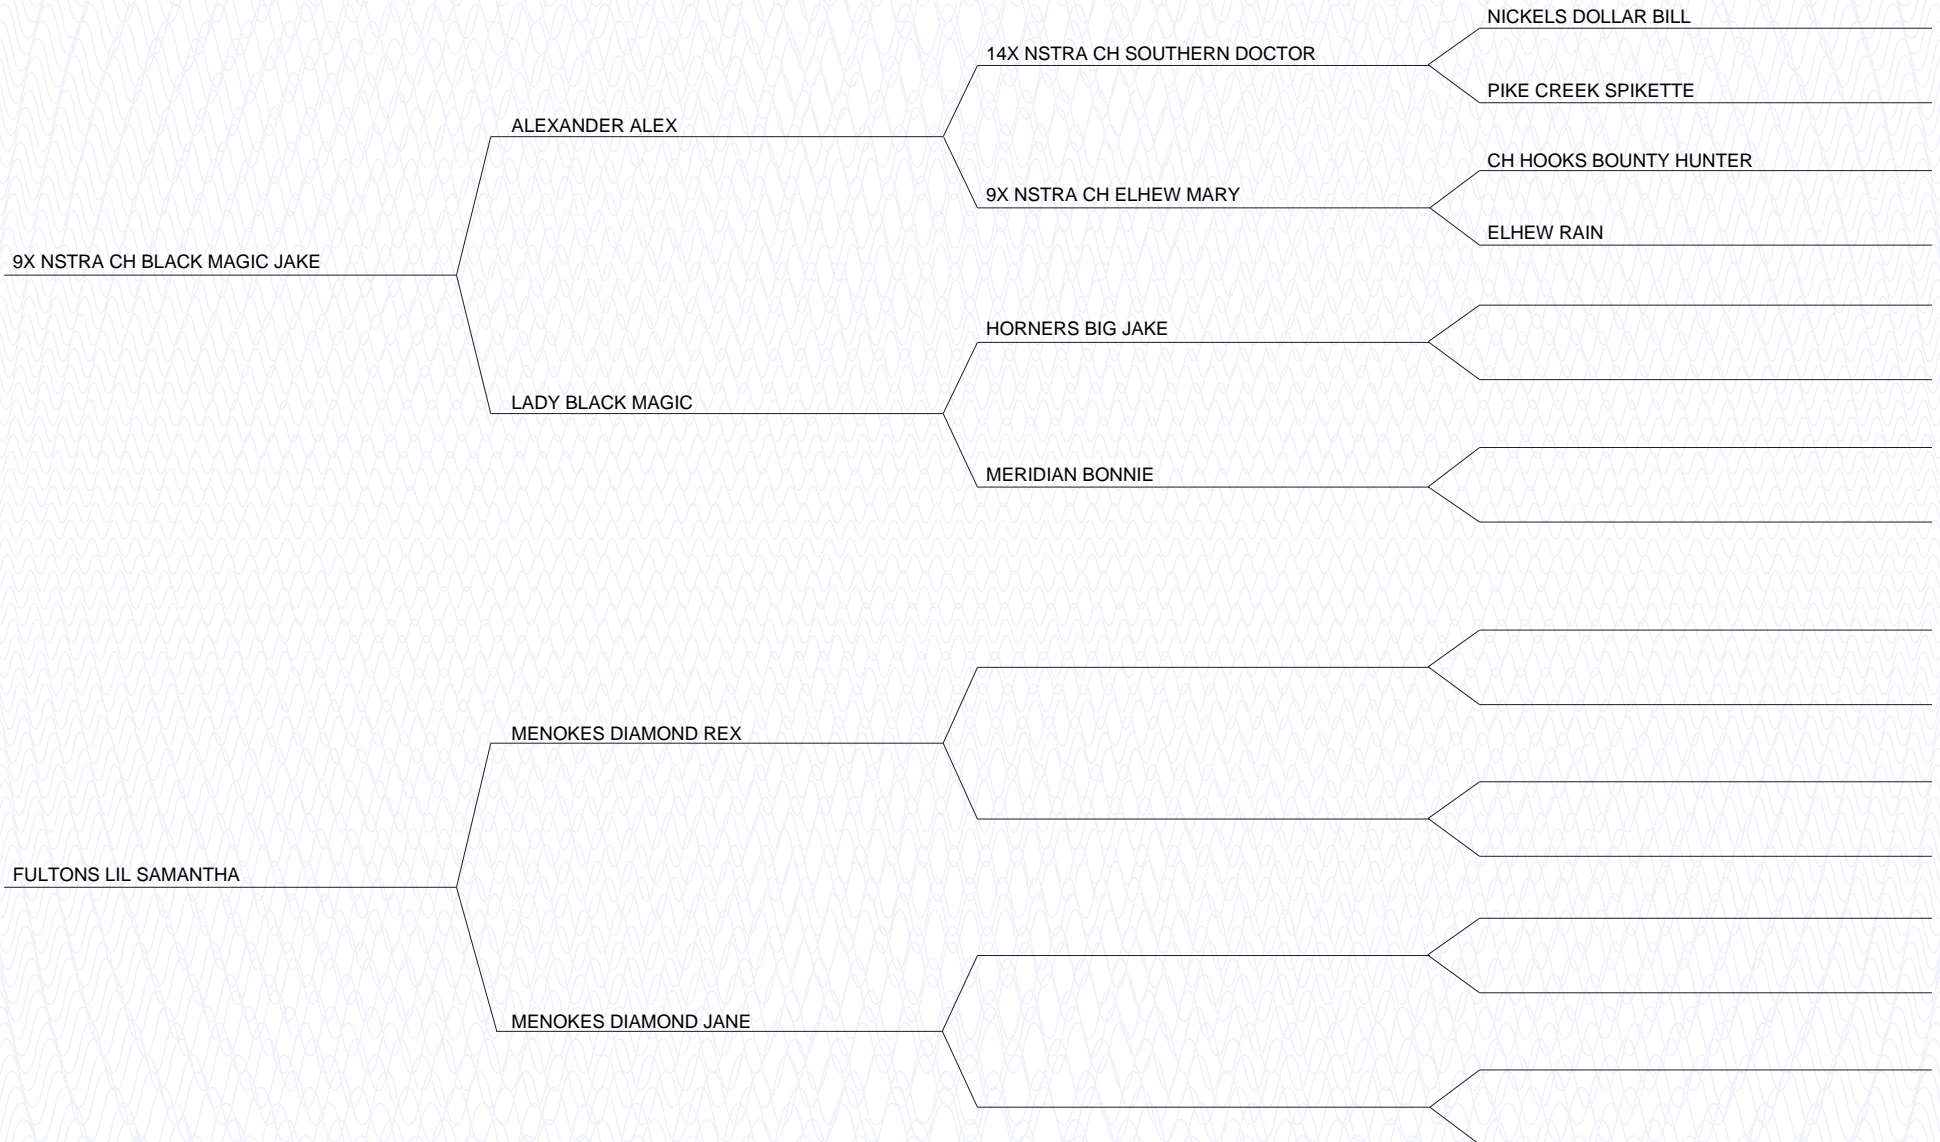 NICKELS DOLLAR BILL
14X NSTRA CH SOUTHERN DOCTOR
PIKE CREEK SPIKETTE
ALEXANDER ALEX
CH HOOKS BOUNTY HUNTER
9X NSTRA CH ELHEW MARY
ELHEW RAIN
9X NSTRA CH BLACK MAGIC JAKE
HORNERS BIG JAKE
LADY BLACK MAGIC
MERIDIAN BONNIE
MENOKES DIAMOND REX
FULTONS LIL SAMANTHA
MENOKES DIAMOND JANE